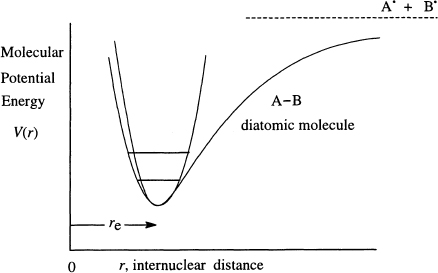 A• + B•
Molecular
Potential
Energy
V(r)
A–B
diatomic molecule
re
0
r, internuclear distance